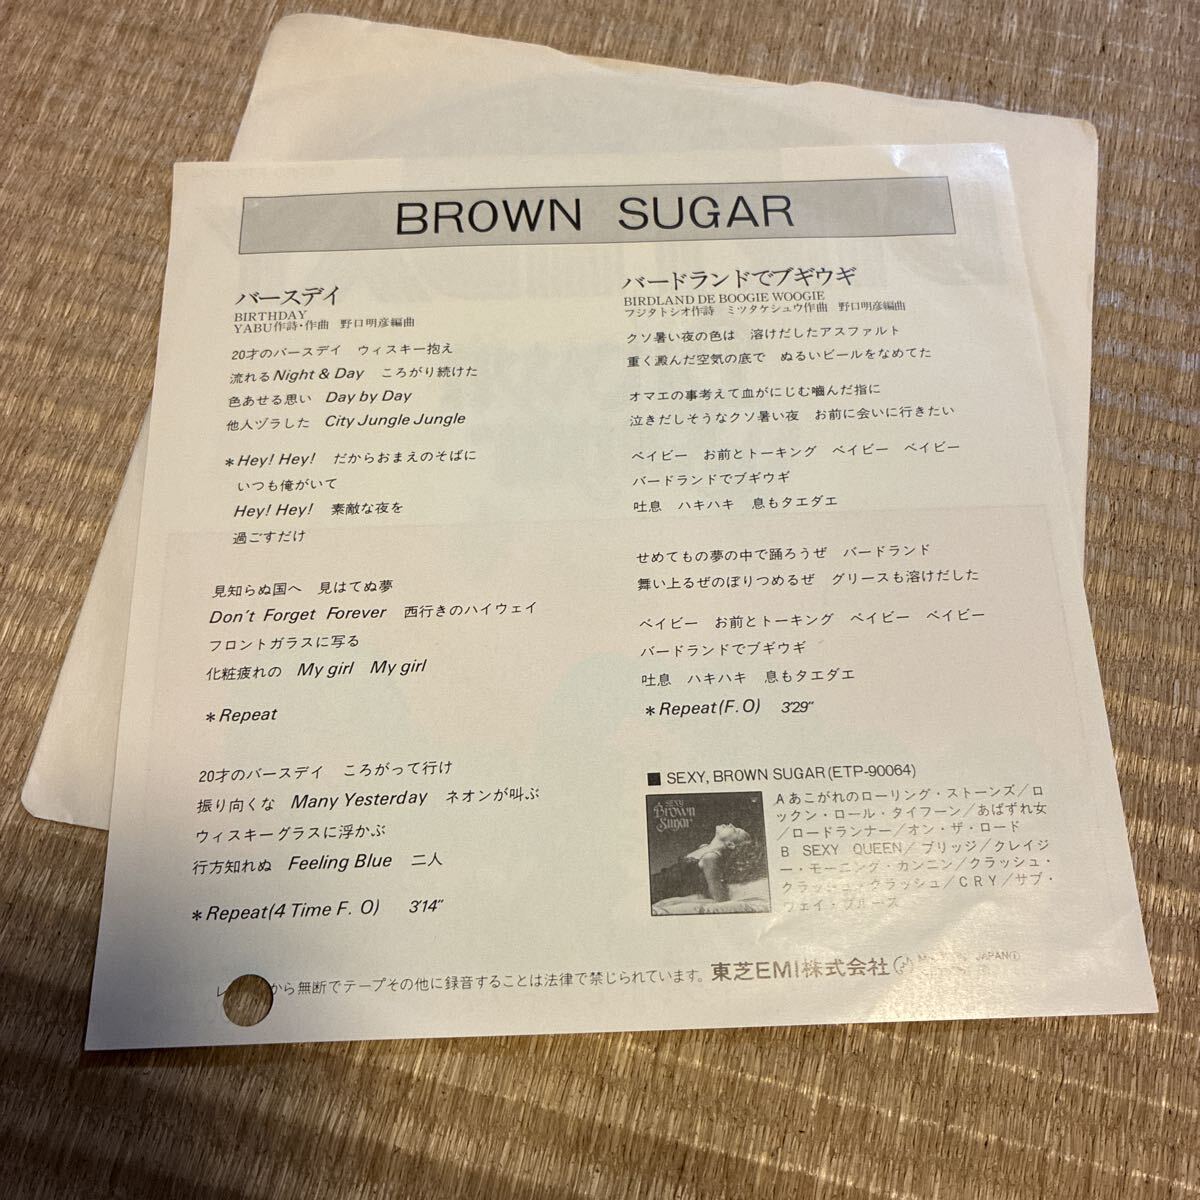 BROWN SUGAR
バースデイ
BIRTHDAY
YABU作詩・作曲 野口明彦編曲
20才のバースデイ ウィスキー抱え
流れるNight & Day ころがり続けた
色あせる思い Day by Day
他人ヅラした City Jungle Jungle
*Hey! Hey! だからおまえのそばに
いつも俺がいて
Hey! Hey! 素敵な夜を
過ごすだけ
見知らぬ国へ 見はてぬ夢
Don't Forget Forever 西行きのハイウェイ
フロントガラスに写る
化粧疲れの My girl My girl
*Repeat
20才のバースデイ ころがって行け
振り向くな Many Yesterday ネオンが叫ぶ
ウィスキーグラスに浮かぶ
行方知れぬ Feeling Blue 二人
*Repeat(4 Time F. O) 3'14"
バードランドでブギウギ
BIRDLAND DE BOOGIE WOOGIE
フジタトシオ作詩 ミツタケシュウ作曲 野口明彦編曲
クソ暑い夜の色は 溶けだしたアスファルト
重く澱んだ空気の底で ぬるいビールをなめてた
オマエの事考えて血がにじむ嚙んだ指に
泣きだしそうなクソ暑い夜 お前に会いに行きたい
ベイビー お前とトーキング ベイビー ベイビー
バードランドでブギウギ
吐息 ハキハキ 息もタエダエ
せめてもの夢の中で踊ろうぜ バードランド
舞い上るぜのぼりつめるぜ グリースも溶けだした
ベイビー お前とトーキング ベイビー ベイビー
バードランドでブギウギ
吐息 ハキハキ 息もタエダエ
*Repeat(F. O) 3'29"
■ SEXY, BROWN SUGAR(ETP-90064)
SEXY
Brown
Sugar
A あこがれのローリング・ストーンズ/ロ
ックン・ロール・タイフーン/あばずれ女
/ロードランナー/オン・ザ・ロード
B SEXY QUEEN/ブリッジ/クレイジ
ー・モーニング・カンニン/クラッシュ・
クラッシュ・クラッシュ/CRY/サブ・
ウェイ・ブルース
から無断でテープその他に録音することは法律で禁じられています。 東芝EMI株式会社 JAPAN①